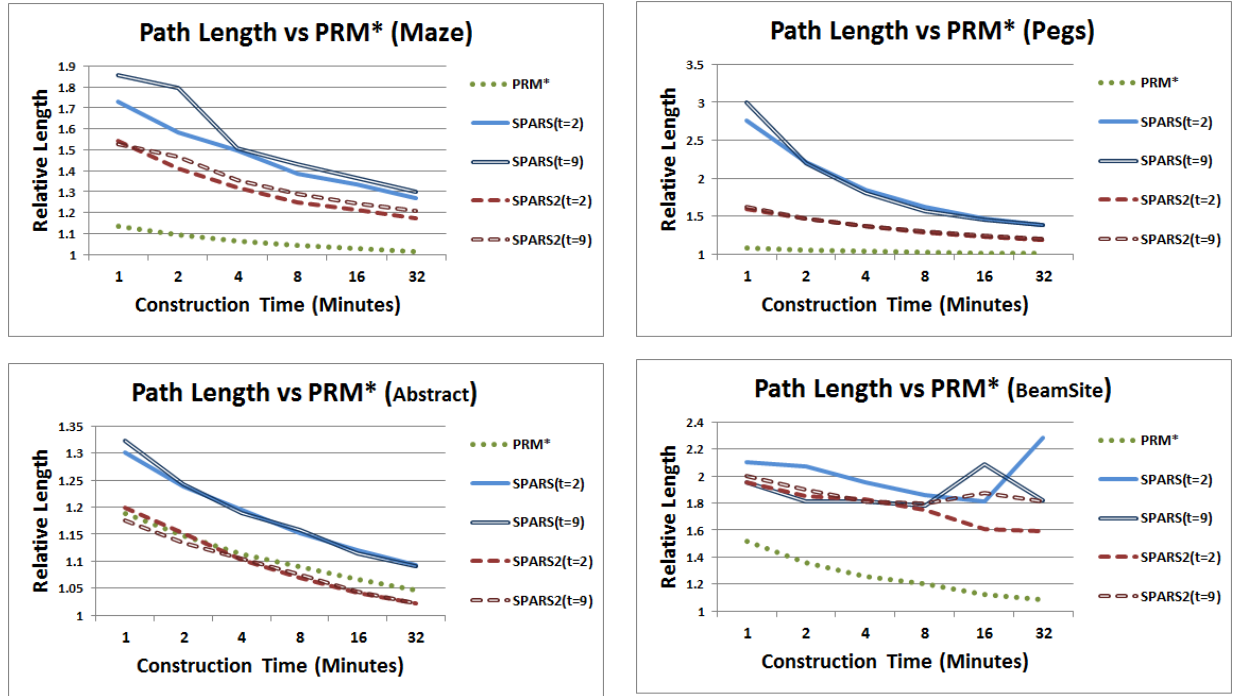 Path Length vs PRM* (Maze)
Relative Length
1.9
1.8
1.7
1.6
1.5
1.4
1.3
1.2
1.1
1
1 2 4 8 16 32
Construction Time (Minutes)
PRM*
SPARS(t=2)
SPARS(t=9)
SPARS2(t=2)
SPARS2(t=9)
Path Length vs PRM* (Pegs)
Relative Length
3.5
3
2.5
2
1.5
1
1 2 4 8 16 32
Construction Time (Minutes)
PRM*
SPARS(t=2)
SPARS(t=9)
SPARS2(t=2)
SPARS2(t=9)
Path Length vs PRM* (Abstract)
Relative Length
1.35
1.3
1.25
1.2
1.15
1.1
1.05
1
1 2 4 8 16 32
Construction Time (Minutes)
PRM*
SPARS(t=2)
SPARS(t=9)
SPARS2(t=2)
SPARS2(t=9)
Path Length vs PRM* (BeamSite)
Relative Length
2.4
2.2
2
1.8
1.6
1.4
1.2
1
1 2 4 8 16 32
Construction Time (Minutes)
PRM*
SPARS(t=2)
SPARS(t=9)
SPARS2(t=2)
SPARS2(t=9)